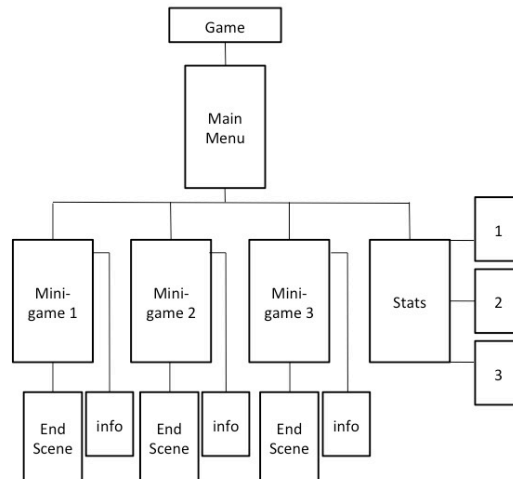 Game
Main
Menu
Mini-
game 1
Mini-
game 2
Mini-
game 3
Stats
1
2
3
End
Scene
info
End
Scene
info
End
Scene
info